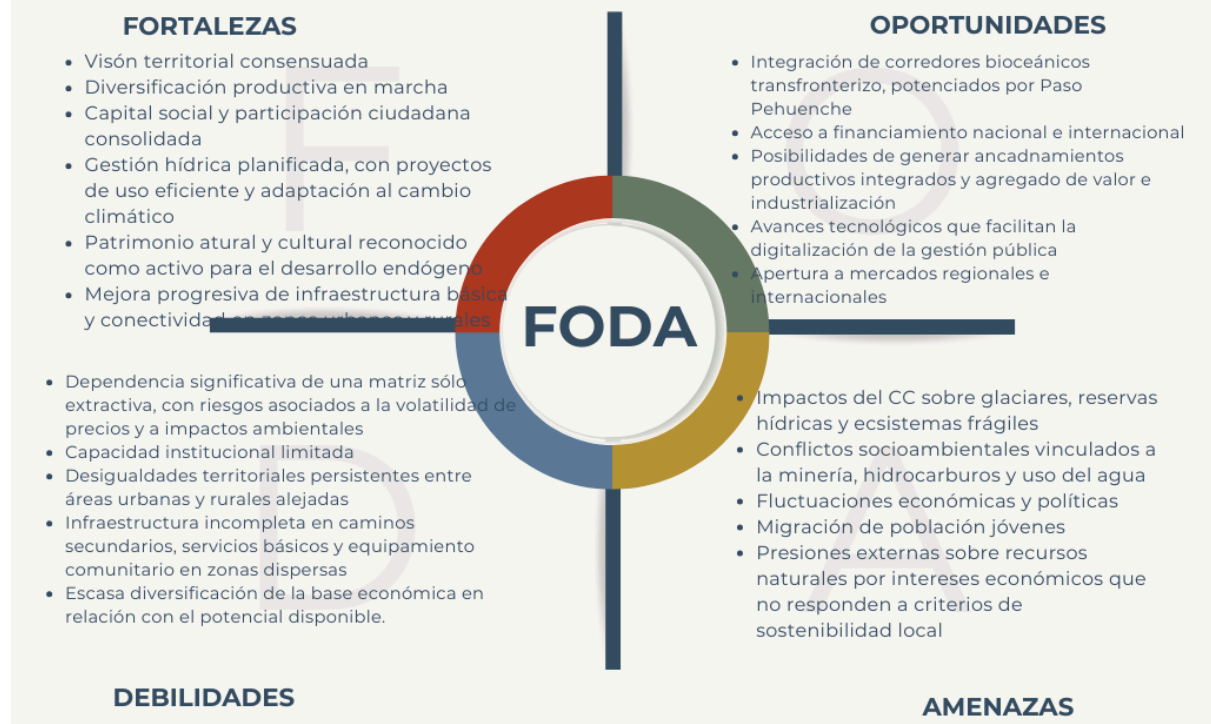 FORTALEZAS
Visón territorial consensuada
Diversificación productiva en marcha
Capital social y participación ciudadana
consolidada
Gestión hídrica planificada, con proyectos
de uso eficiente y adaptación al cambio
climático
Patrimonio atural y cultural reconocido
como activo para el desarrollo endógeno
Mejora progresiva de infraestructura básica
y conectividad en zonas urbanas y rurales
OPORTUNIDADES
Integración de corredores bioceánicos
transfronterizo, potenciados por Paso
Pehuenche
Acceso a financiamiento nacional e internacional
Posibilidades de generar ancadnamientos
productivos integrados y agregado de valor e
industrialización
Avances tecnológicos que facilitan la
digitalización de la gestión pública
Apertura a mercados regionales e
internacionales
FODA
Dependencia significativa de una matriz sólo
extractiva, con riesgos asociados a la volatilidad de
precios y a impactos ambientales
Capacidad institucional limitada
Desigualdades territoriales persistentes entre
áreas urbanas y rurales alejadas
Infraestructura incompleta en caminos
secundarios, servicios básicos y equipamiento
comunitario en zonas dispersas
Escasa diversificación de la base económica en
relación con el potencial disponible.
DEBILIDADES
Impactos del CC sobre glaciares, reservas
hídricas y ecsistemas frágiles
Conflictos socioambientales vinculados a
la minería, hidrocarburos y uso del agua
Fluctuaciones económicas y políticas
Migración de población jóvenes
Presiones externas sobre recursos
naturales por intereses económicos que
no responden a criterios de
sostenibilidad local
AMENAZAS
F
O
D
A